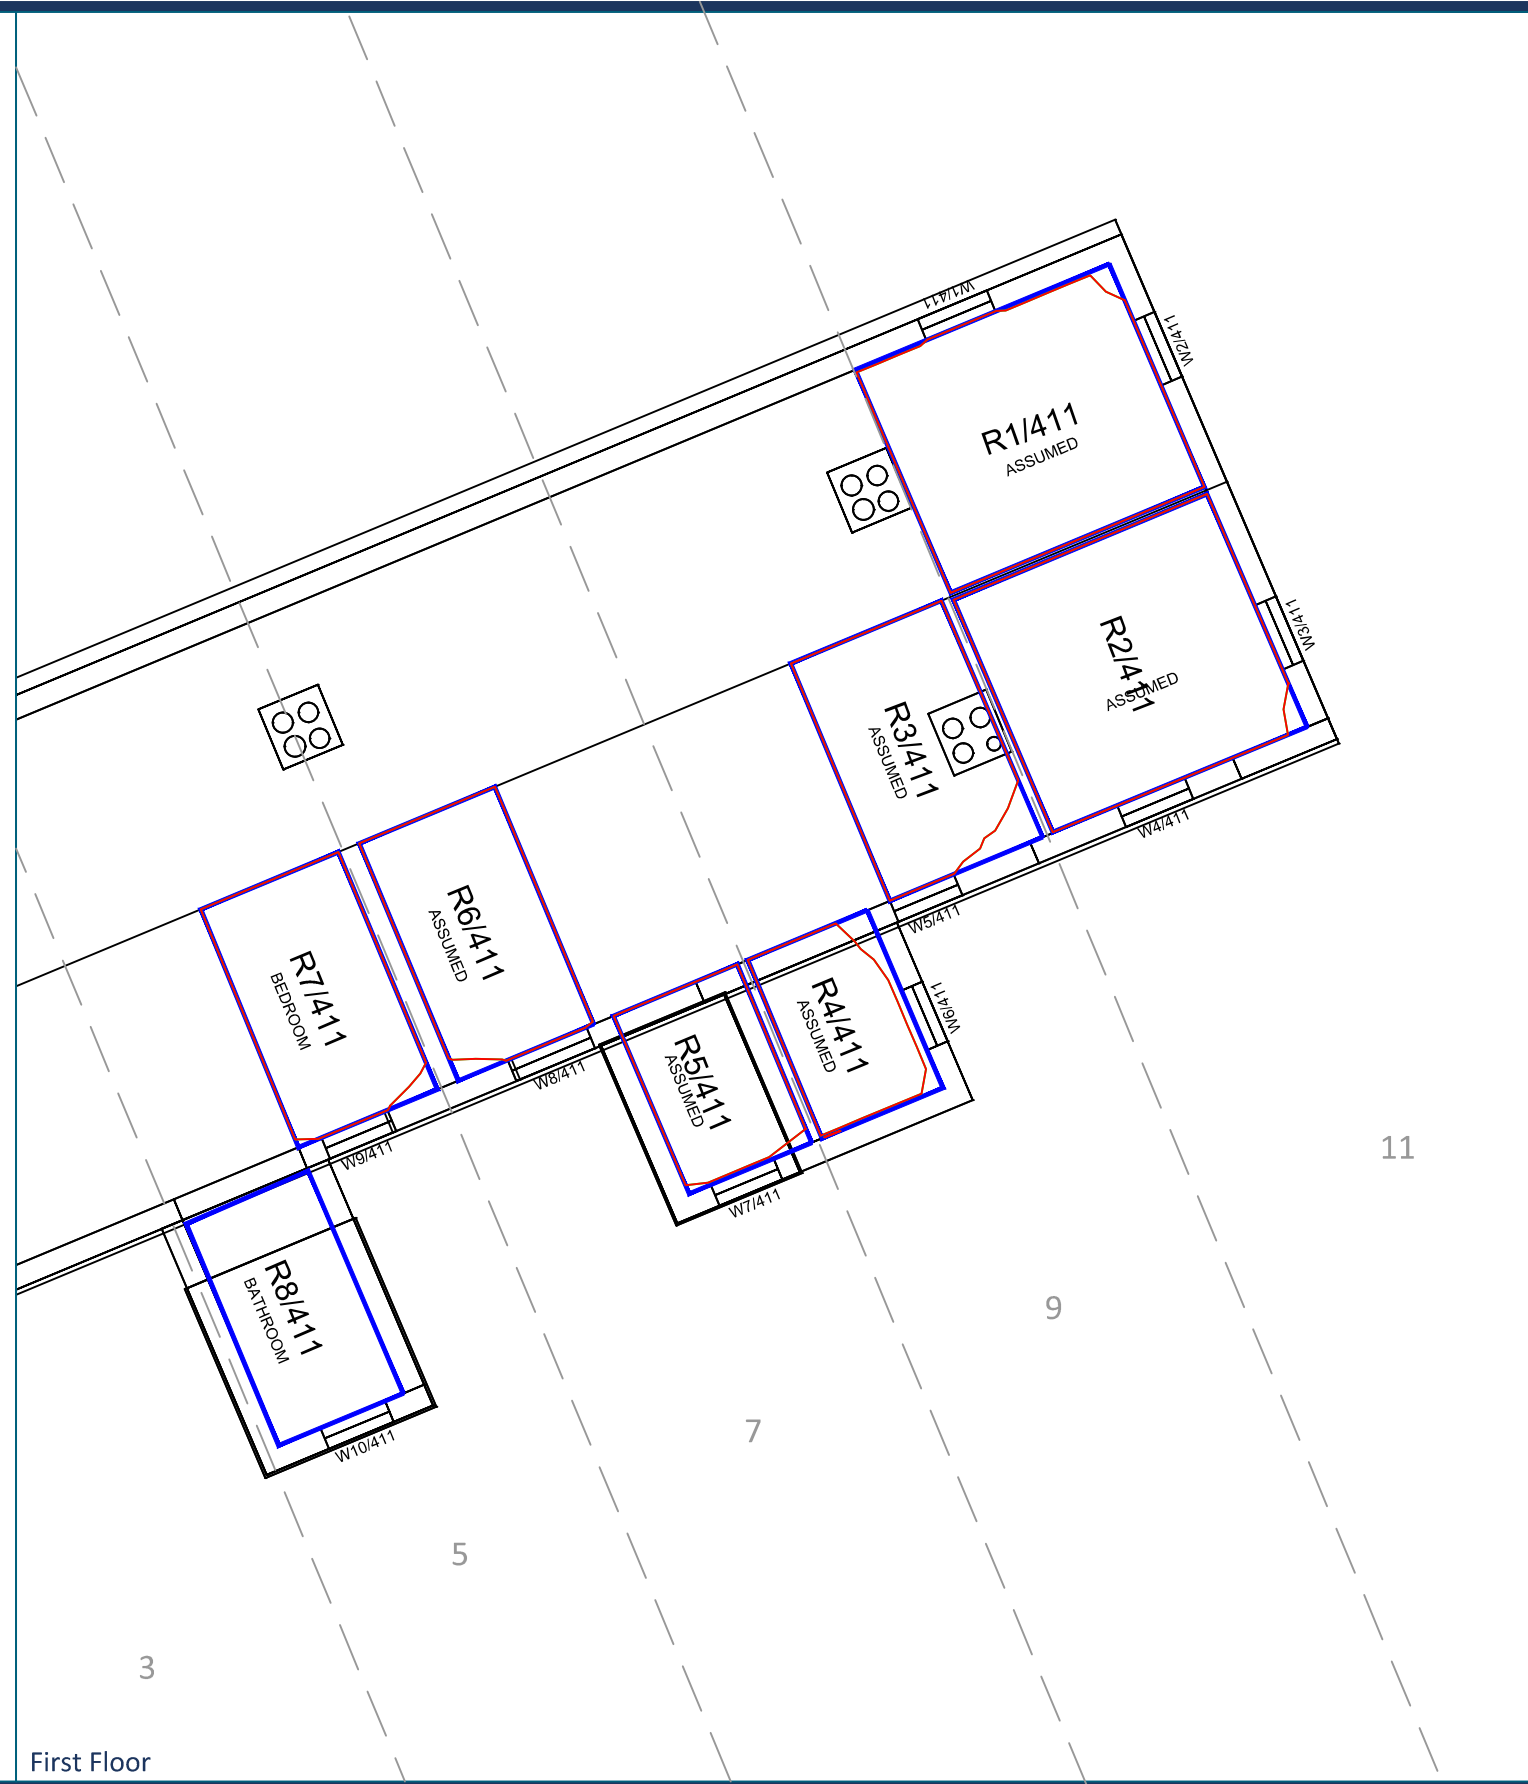 W1/411
W2/411
R1/411
ASSUMED
W3/411
R2/411
ASSUMED
R3/411
ASSUMED
W4/411
W5/411
R6/411
ASSUMED
R4/411
ASSUMED
W6/411
R7/411
BEDROOM
R5/411
ASSUMED
W8/411
W9/411
W7/411
11
R8/411
BATHROOM
9
7
W10/411
5
3
First Floor